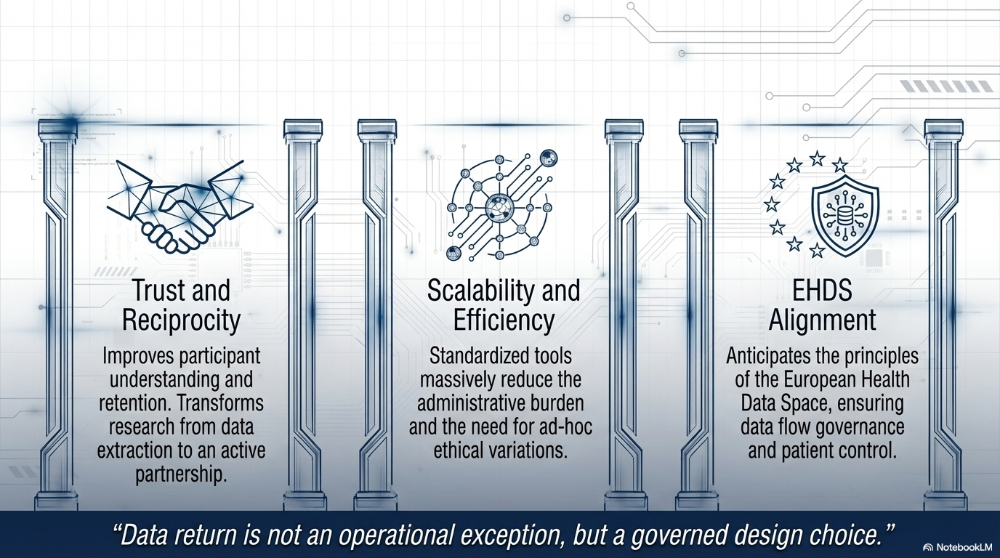 Trust and
Reciprocity
Improves participant
understanding and
retention. Transforms
research from data
extraction to an active
partnership.
Scalability and
Efficiency
Standardized tools
massively reduce the
administrative burden
and the need for ad-hoc
ethical variations.
EHDS
Alignment
Anticipates the principles
of the European Health
Data Space, ensuring
data flow governance
and patient control.
“Data return is not an operational exception, but a governed design choice.”
NotebookLM